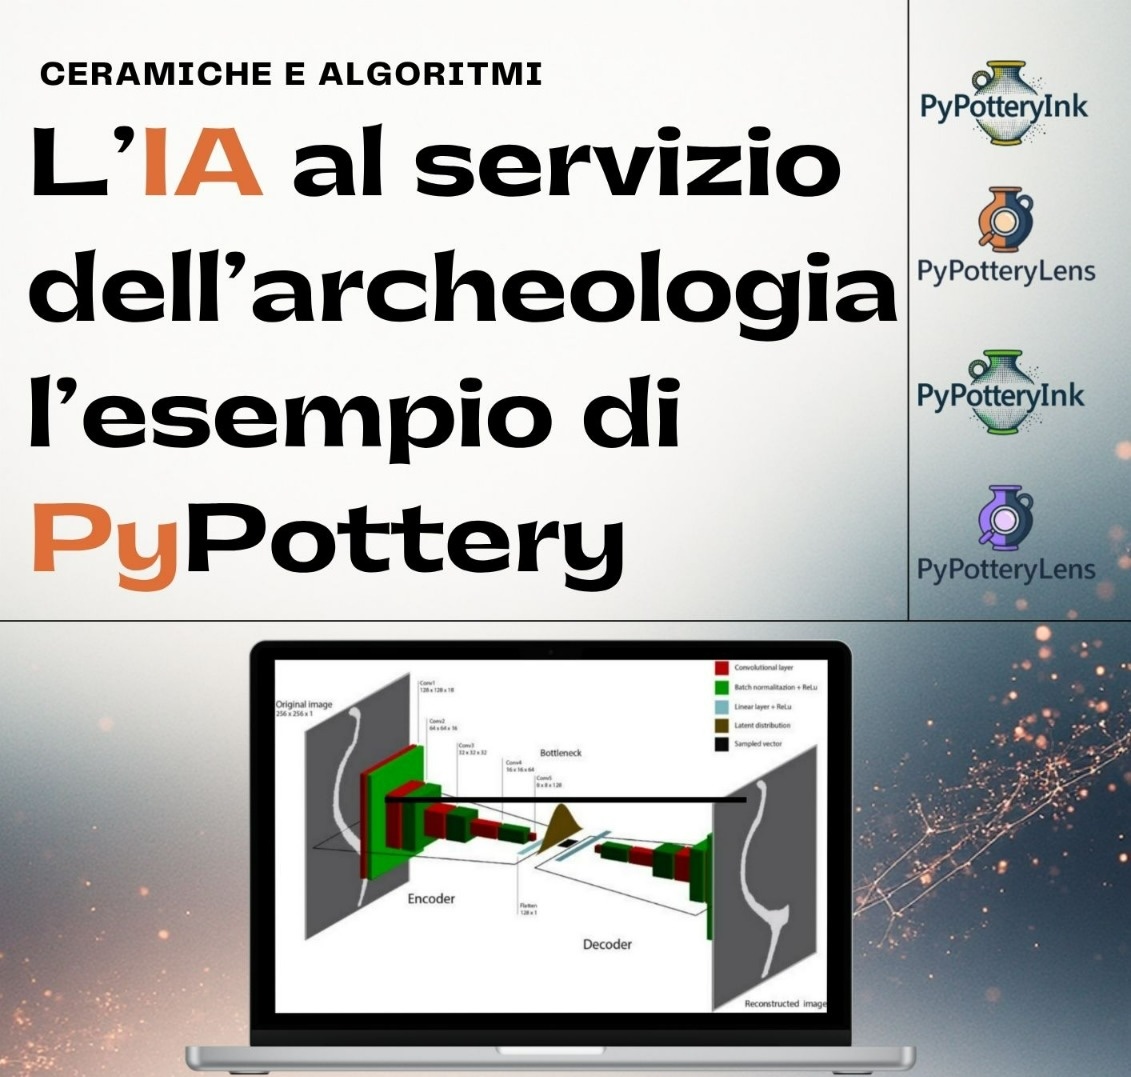 CERAMICHE E ALGORITMI
L’IA al servizio
dell’archeologia
l’esempio di
PyPottery
PyPotteryInk
PyPotteryLens
PyPotteryInk
PyPotteryLens
Convolutional layer
Batch normalitazion + ReLu
Linear layer + ReLu
Latent distribution
Sampled vector
Original image
256 x 256 x 1
Conv1
128 x 128 x 18
Conv2
64 x 64 x 16
Conv3
32 x 32 x 32
Bottleneck
Conv4
16 x 16 x 64
Conv5
8 x 8 x 128
Encoder
Flatten
128 x 1
Decoder
Reconstructed image